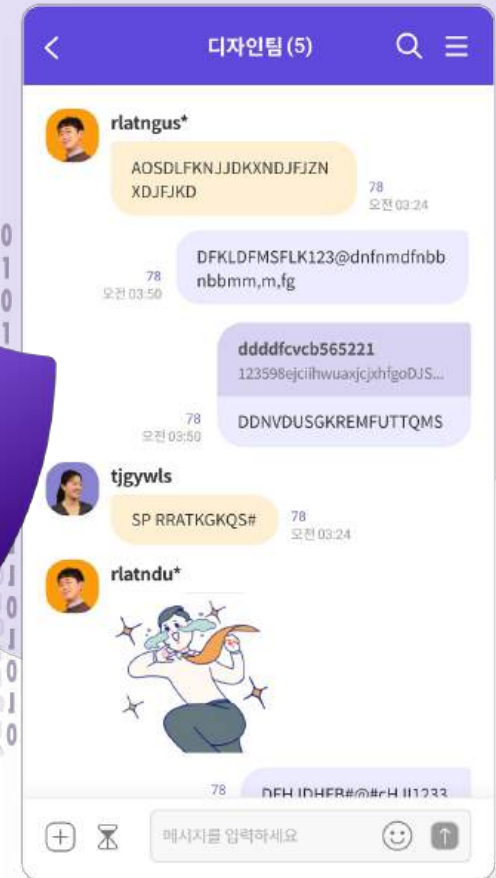 디자인팀(5)
rlatngus*
AOSDLFKNJJDKXNDJFJZN
XDJFJKD
78
오전 03:24
DFKLDFMSFLK123@dnfnmdfnbb
nbbmm,m,fg
78
오전 03:50
ddddfcvcb565221
123598ejciihwuaxjcjxhfgoDJS...
DDNVDUSGKREMFUTTQMS
78
오전 03:50
tjgywls
SP RRATKGKQS#
78
오전 03:24
rlatndu*
78
메시지를 입력하세요